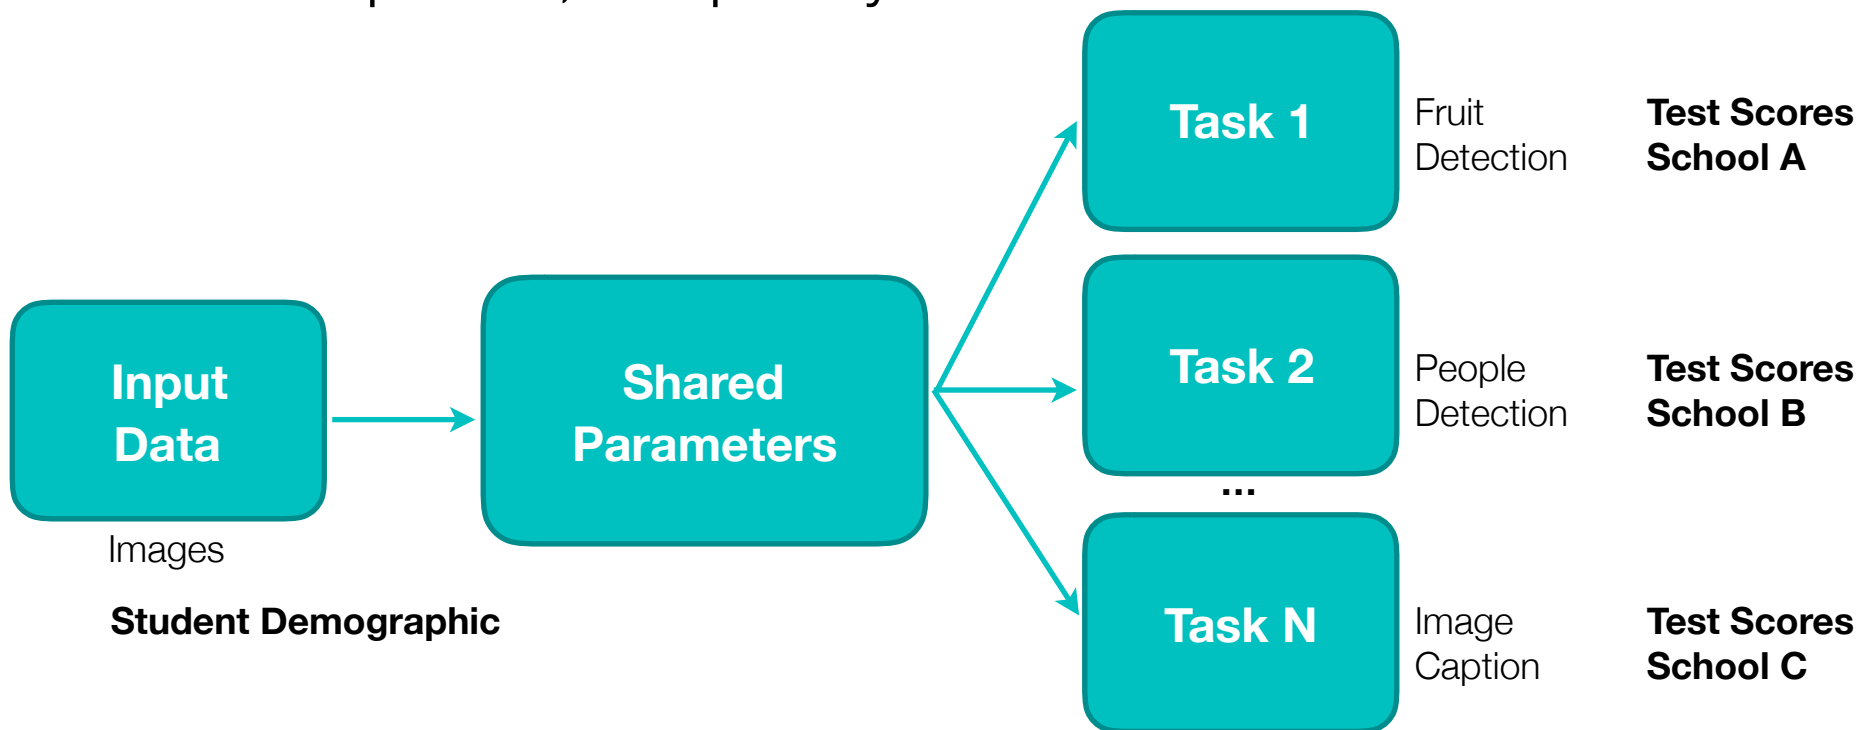 Task 1
Fruit
Detection
Test Scores
School A
Input
Data
Images
Student Demographic
Shared
Parameters
Task 2
People
Detection
Test Scores
School B
...
Task N
Image
Caption
Test Scores
School C